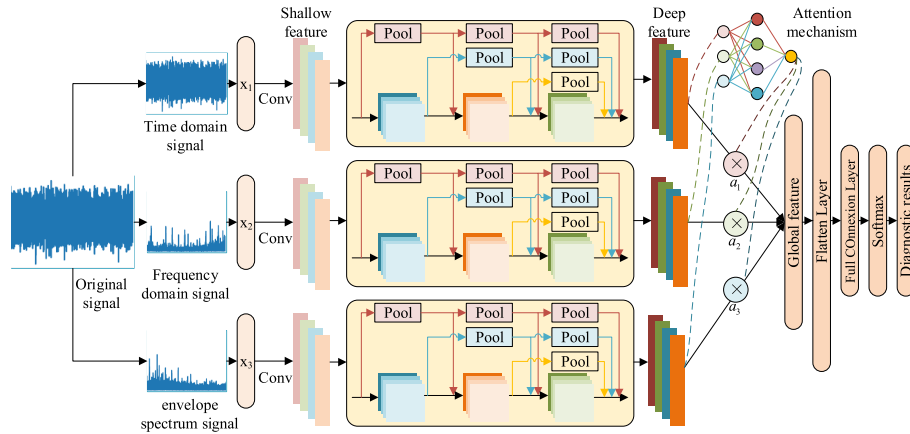 Shallow
feature
Deep
feature
Attention
mechanism
Pool
Pool
Pool
Pool
Pool
Pool
x₁
Conv
Time domain
signal
a₁
Original
signal
Pool
Pool
Pool
Pool
Pool
Pool
x₂
Conv
Frequency
domain signal
a₂
Pool
Pool
Pool
Pool
Pool
Pool
x₃
Conv
envelope
spectrum signal
a₃
Global feature
Flatten Layer
Full COnnexion Layer
Softmax
Diagnostic results